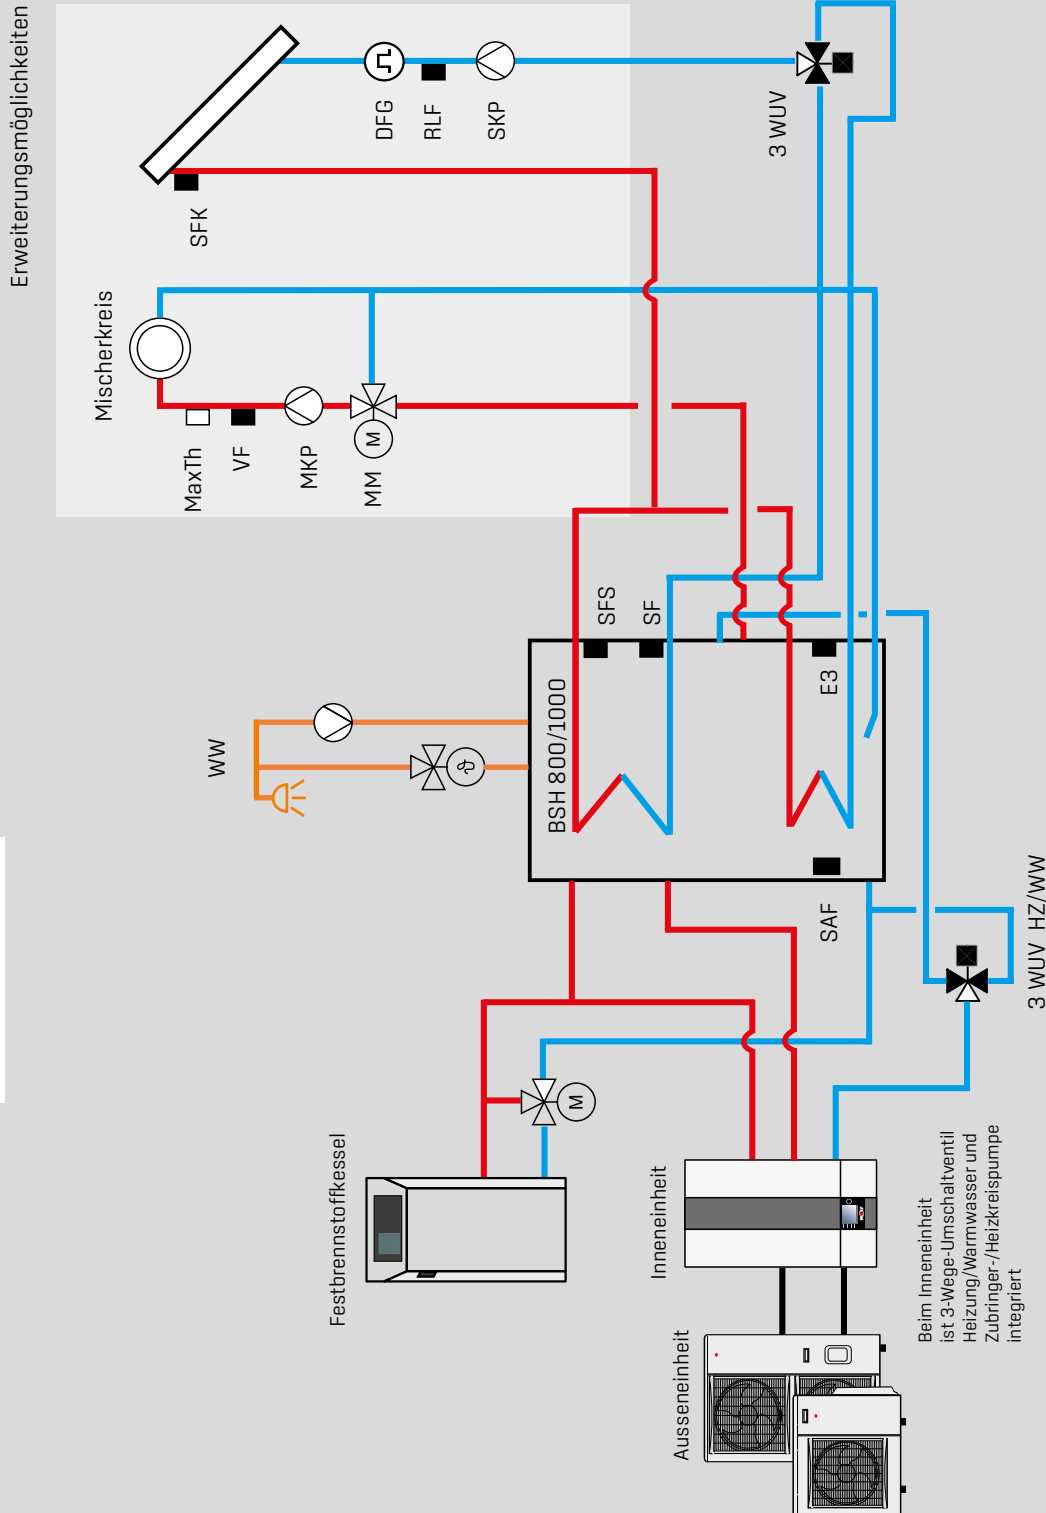 Erweiterungsmöglichkeiten
DFG
RLF
SKP
3 WUV
SFK
Mischerkreis
MaxTh
VF
MKP
MM
M
SFS
SF
E3
BSH 800/1000
WW
ϑ
SAF
3 WUV HZ/WW
M
Festbrennstoffkessel
Inneneinheit
Ausseneinheit
Beim Inneneinheit
ist 3-Wege-Umschaltventil
Heizung/Warmwasser und
Zubringer-/Heizkreispumpe
integriert